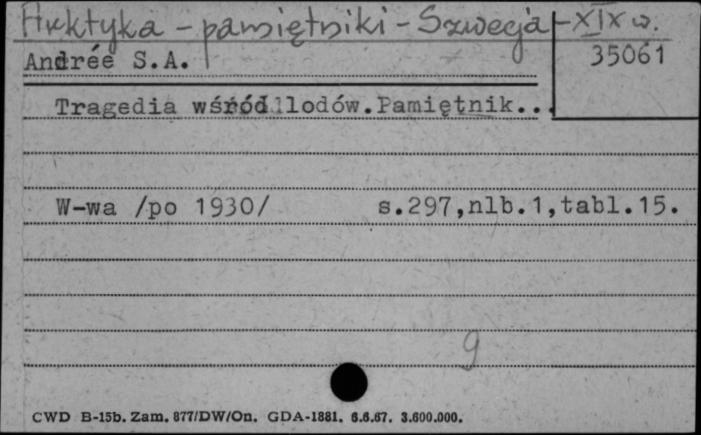 Arktyka - pamiętniki - Szwecja - XIX w.
Andrée S.A.
35061
Tragedia wśród lodów.Pamiętnik...
W-wa /po 1930/ s.297,nlb.1,tabl.15.
9
CWD B-15b. Zam. 877/DW/On. GDA-1881. 6.6.67. 3.600.000.